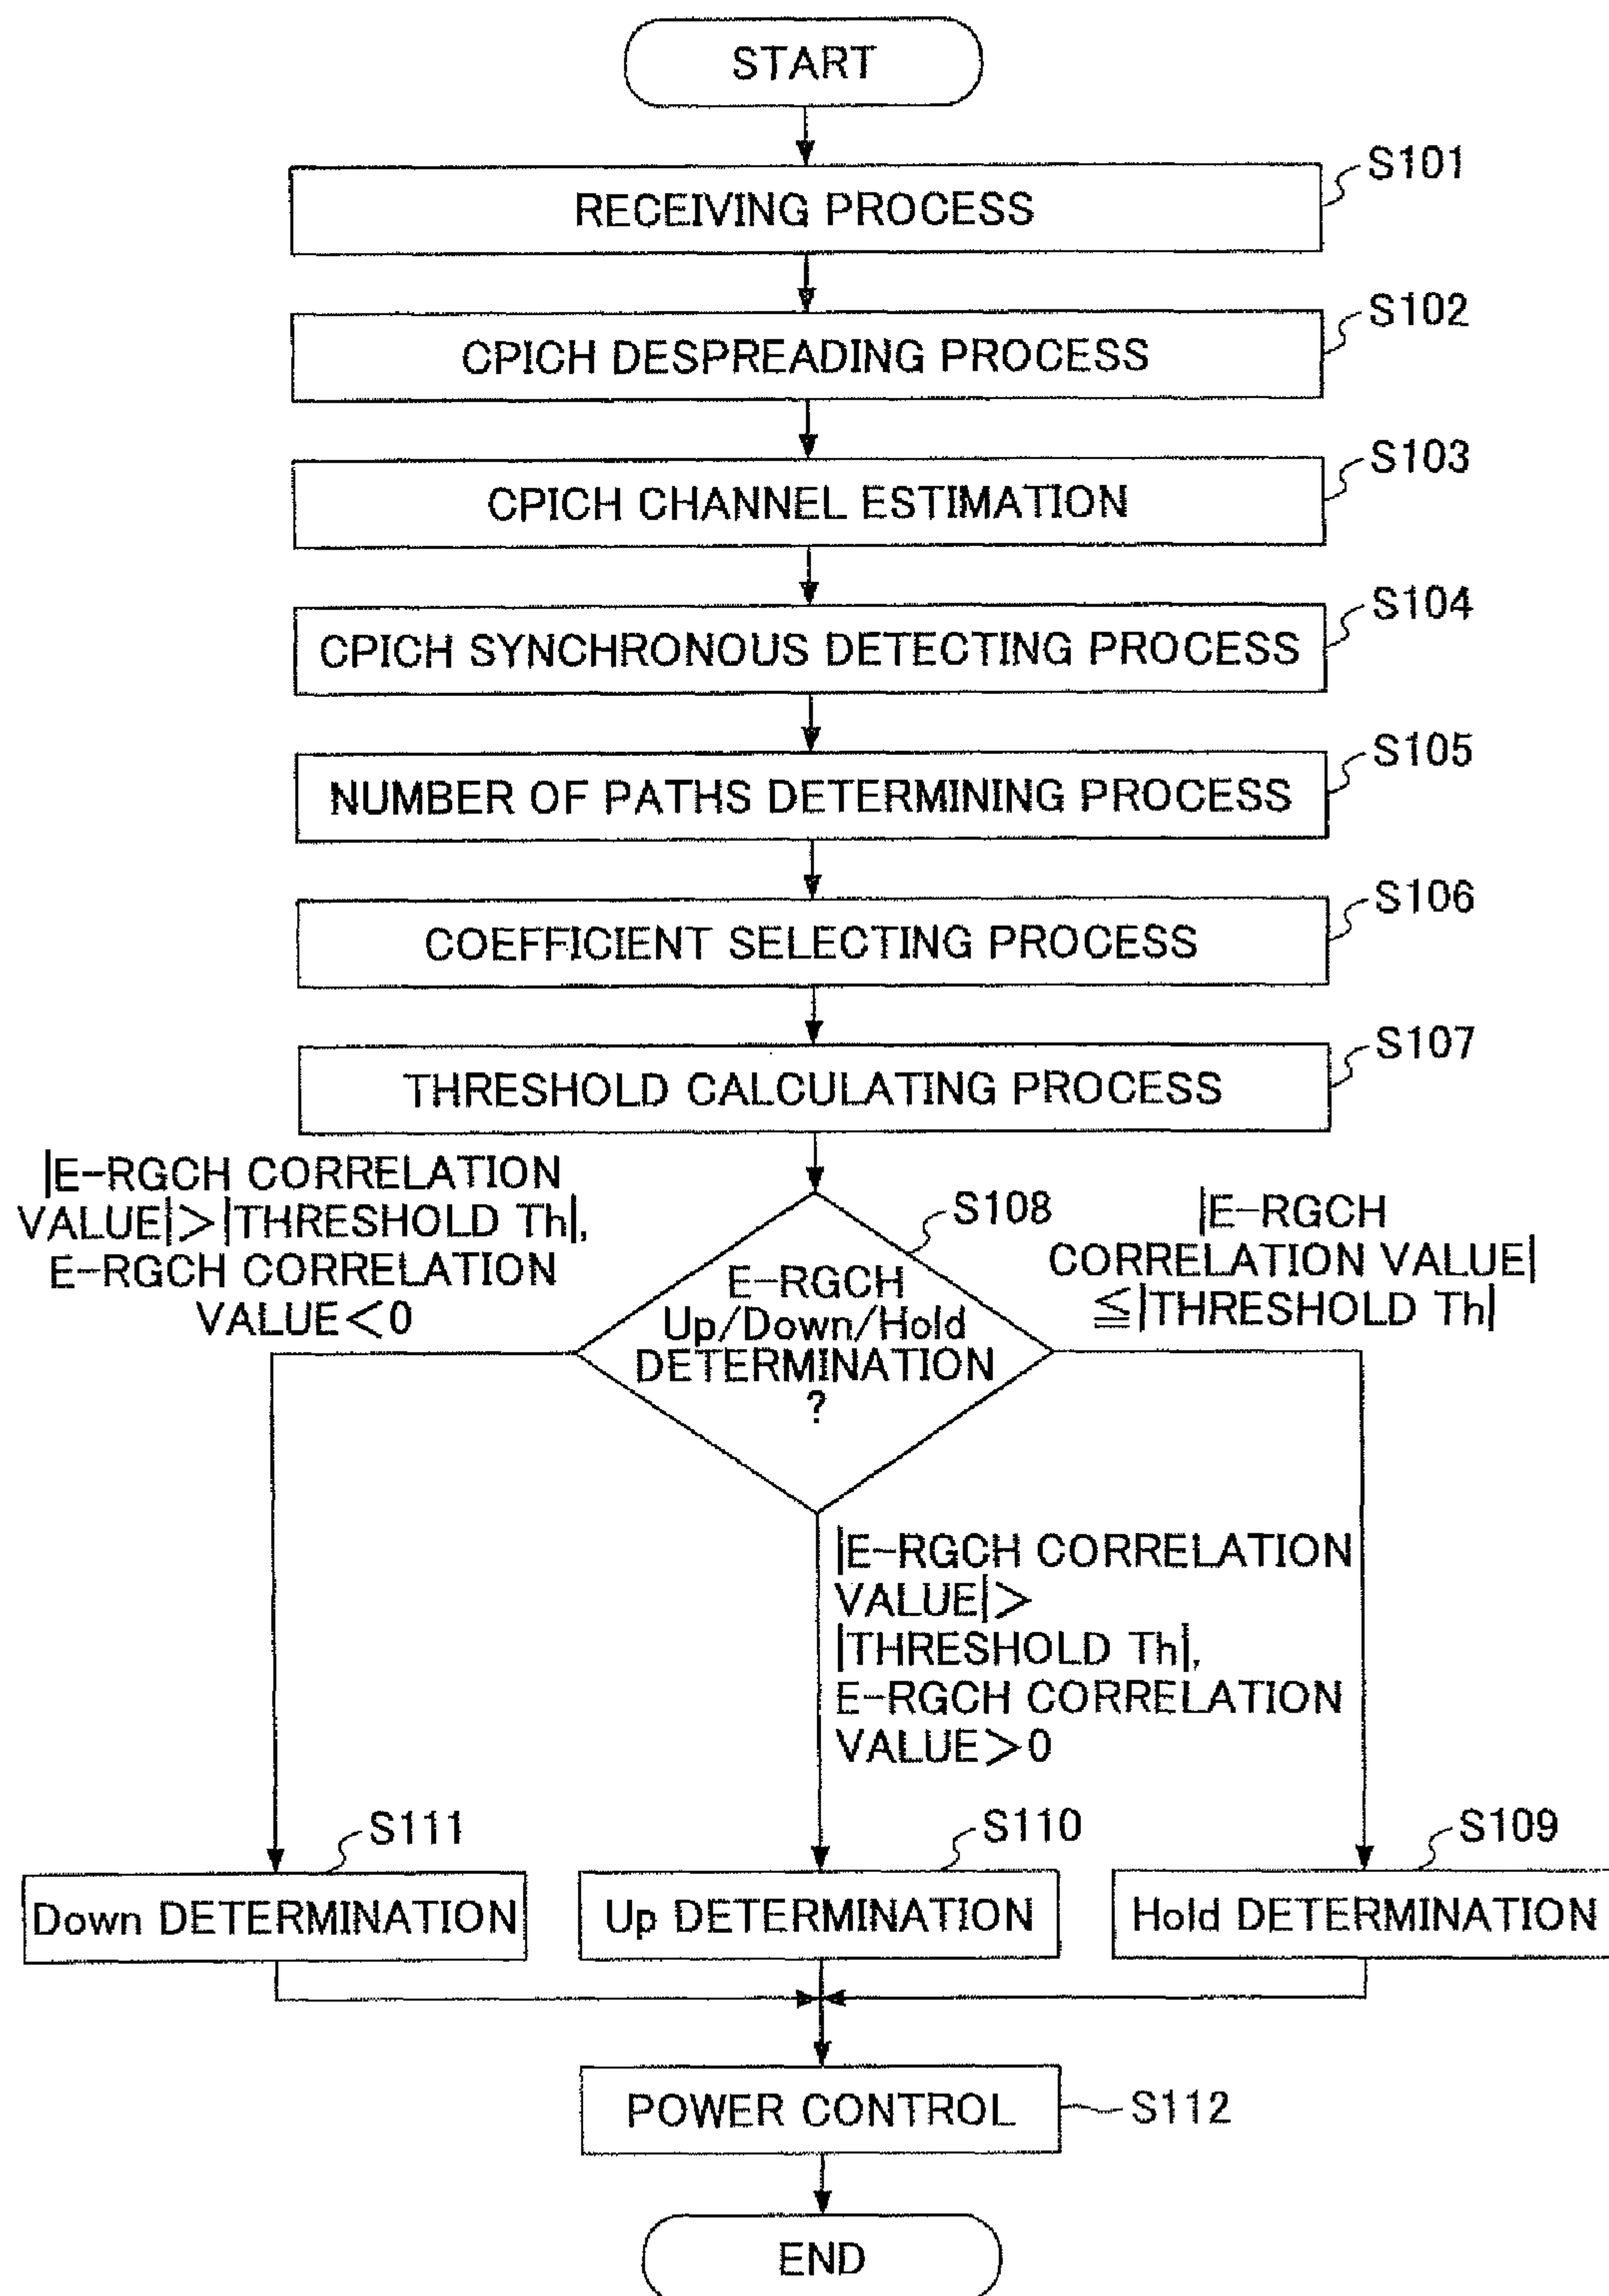 START
S101
RECEIVING PROCESS
S102
CPICH DESPREADING PROCESS
S103
CPICH CHANNEL ESTIMATION
S104
CPICH SYNCHRONOUS DETECTING PROCESS
S105
NUMBER OF PATHS DETERMINING PROCESS
S106
COEFFICIENT SELECTING PROCESS
S107
THRESHOLD CALCULATING PROCESS
|E-RGCH CORRELATION
VALUE|>|THRESHOLD Th|,
E-RGCH CORRELATION
VALUE<0
S108
E-RGCH
Up/Down/Hold
DETERMINATION
?
|E-RGCH
CORRELATION VALUE|
≦|THRESHOLD Th|
|E-RGCH CORRELATION
VALUE|>
|THRESHOLD Th|,
E-RGCH CORRELATION
VALUE>0
S111
Down DETERMINATION
S110
Up DETERMINATION
S109
Hold DETERMINATION
POWER CONTROL
S112
END